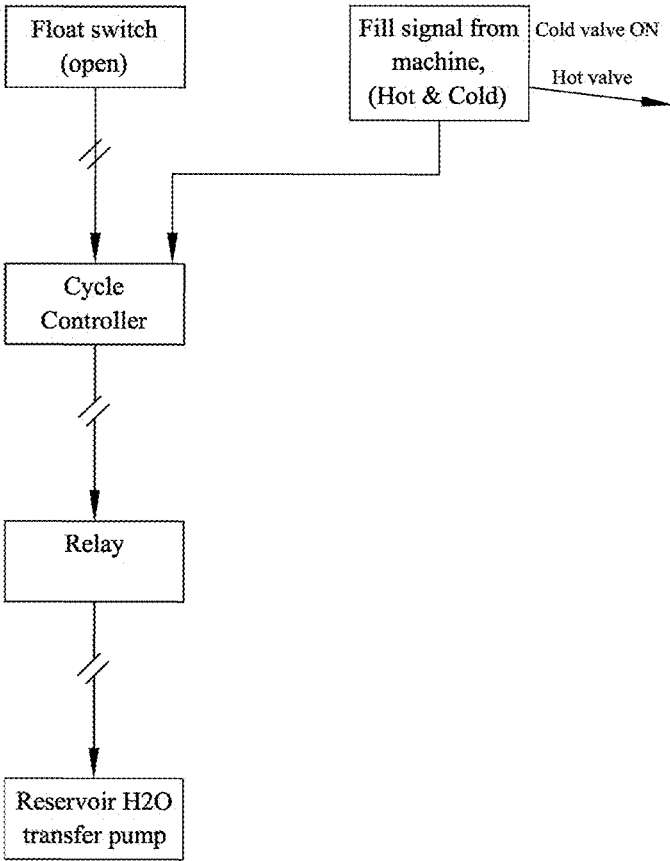 Float switch
(open)
Fill signal from
machine,
(Hot & Cold)
Cold valve ON
Hot valve
Cycle
Controller
Relay
Reservoir H2O
transfer pump